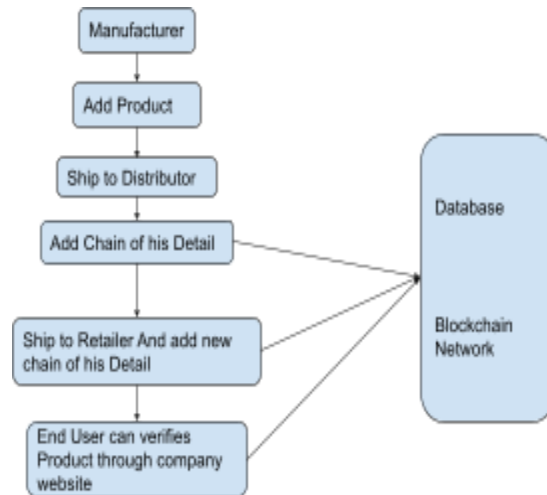 Manufacturer
Add Product
Ship to Distributor
Add Chain of his Detail
Ship to Retailer And add new
chain of his Detail
End User can verifies
Product through company
website
Database
Blockchain
Network